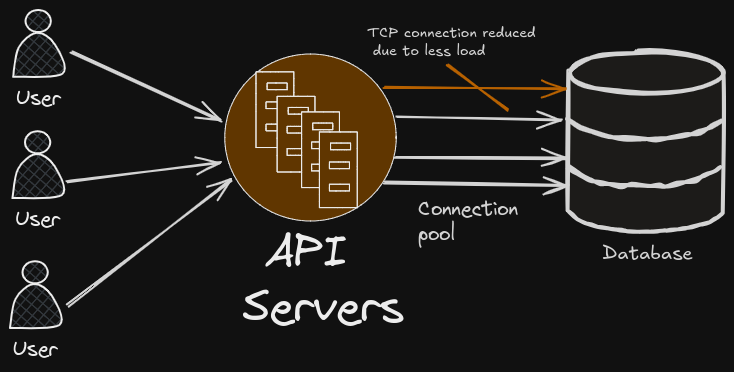 TCP connection reduced
due to less load
User
User
User
API
Servers
Connection
pool
Database